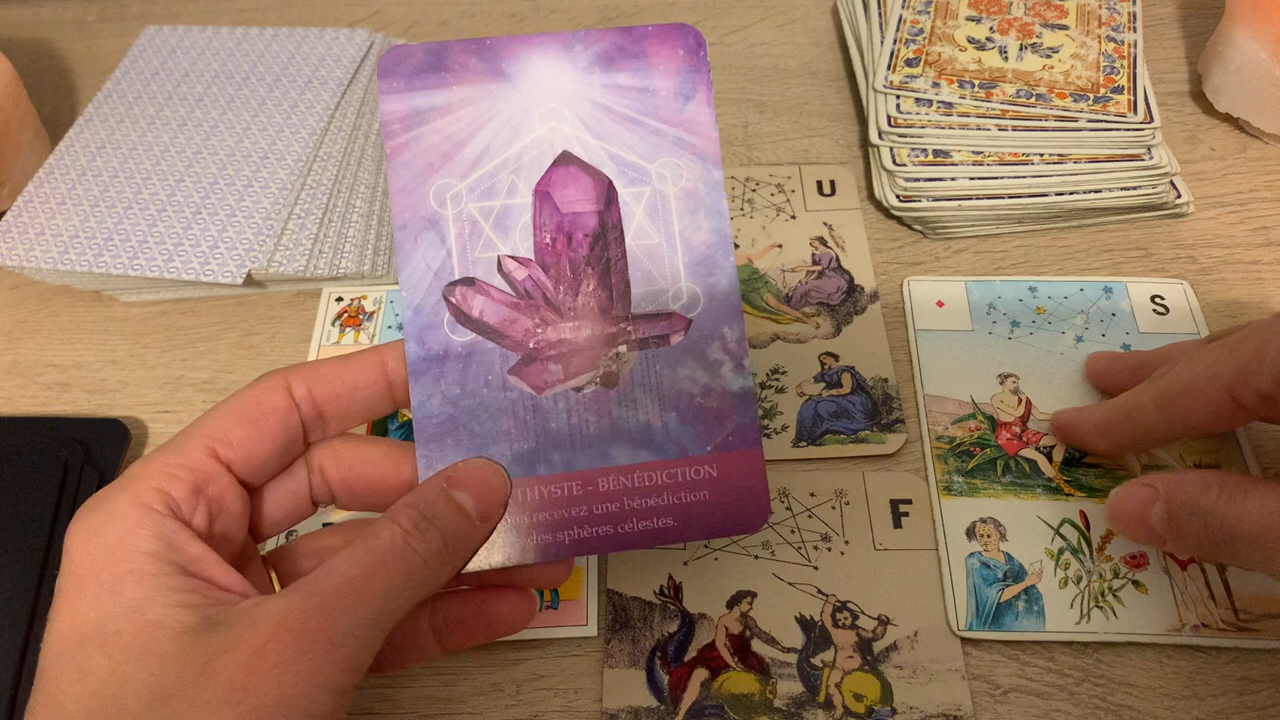 U
S
THYSTE - BÉNÉDICTION
recevez une bénédiction
des sphères célestes.
F